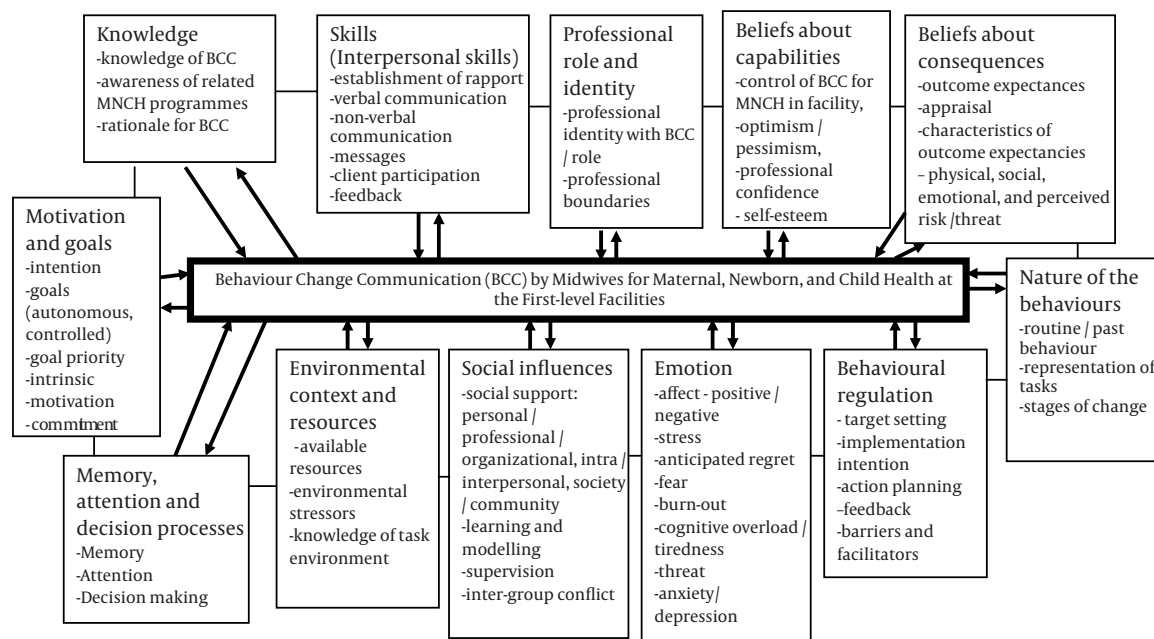 Knowledge
-knowledge of BCC
-awareness of related
MNCH programmes
-rationale for BCC
Skills
(Interpersonal skills)
-establishment of rapport
-verbal communication
-non-verbal
communication
-messages
-client participation
-feedback
Professional
role and
identity
-professional
identity with BCC
/ role
-professional
boundaries
Beliefs about
capabilities
-control of BCC for
MNCH in facility,
-optimism /
pessimism,
-professional
confidence
- self-esteem
Beliefs about
consequences
-outcome expectances
-appraisal
-characteristics of
outcome expectancies
– physical, social,
emotional, and perceived
risk /threat
Motivation
and goals
-intention
-goals
(autonomous,
controlled)
-goal priority
-intrinsic
-motivation
-commitment
Behaviour Change Communication (BCC) by Midwives for Maternal, Newborn, and Child Health at
the First-level Facilities
Nature of the
behaviours
-routine / past
behaviour
-representation of
tasks
-stages of change
Memory,
attention and
decision processes
-Memory
-Attention
-Decision making
Environmental
context and
resources
-available
resources
-environmental
stressors
-knowledge of task
environment
Social influences
-social support:
personal /
professional /
organizational, intra /
interpersonal, society
/ community
-learning and
modelling
-supervision
-inter-group conflict
Emotion
-affect - positive /
negative
-stress
-anticipated regret
-fear
-burn-out
-cognitive overload /
tiredness
-threat
-anxiety/
depression
Behavioural
regulation
- target setting
-implementation
intention
-action planning
–feedback
-barriers and
facilitators